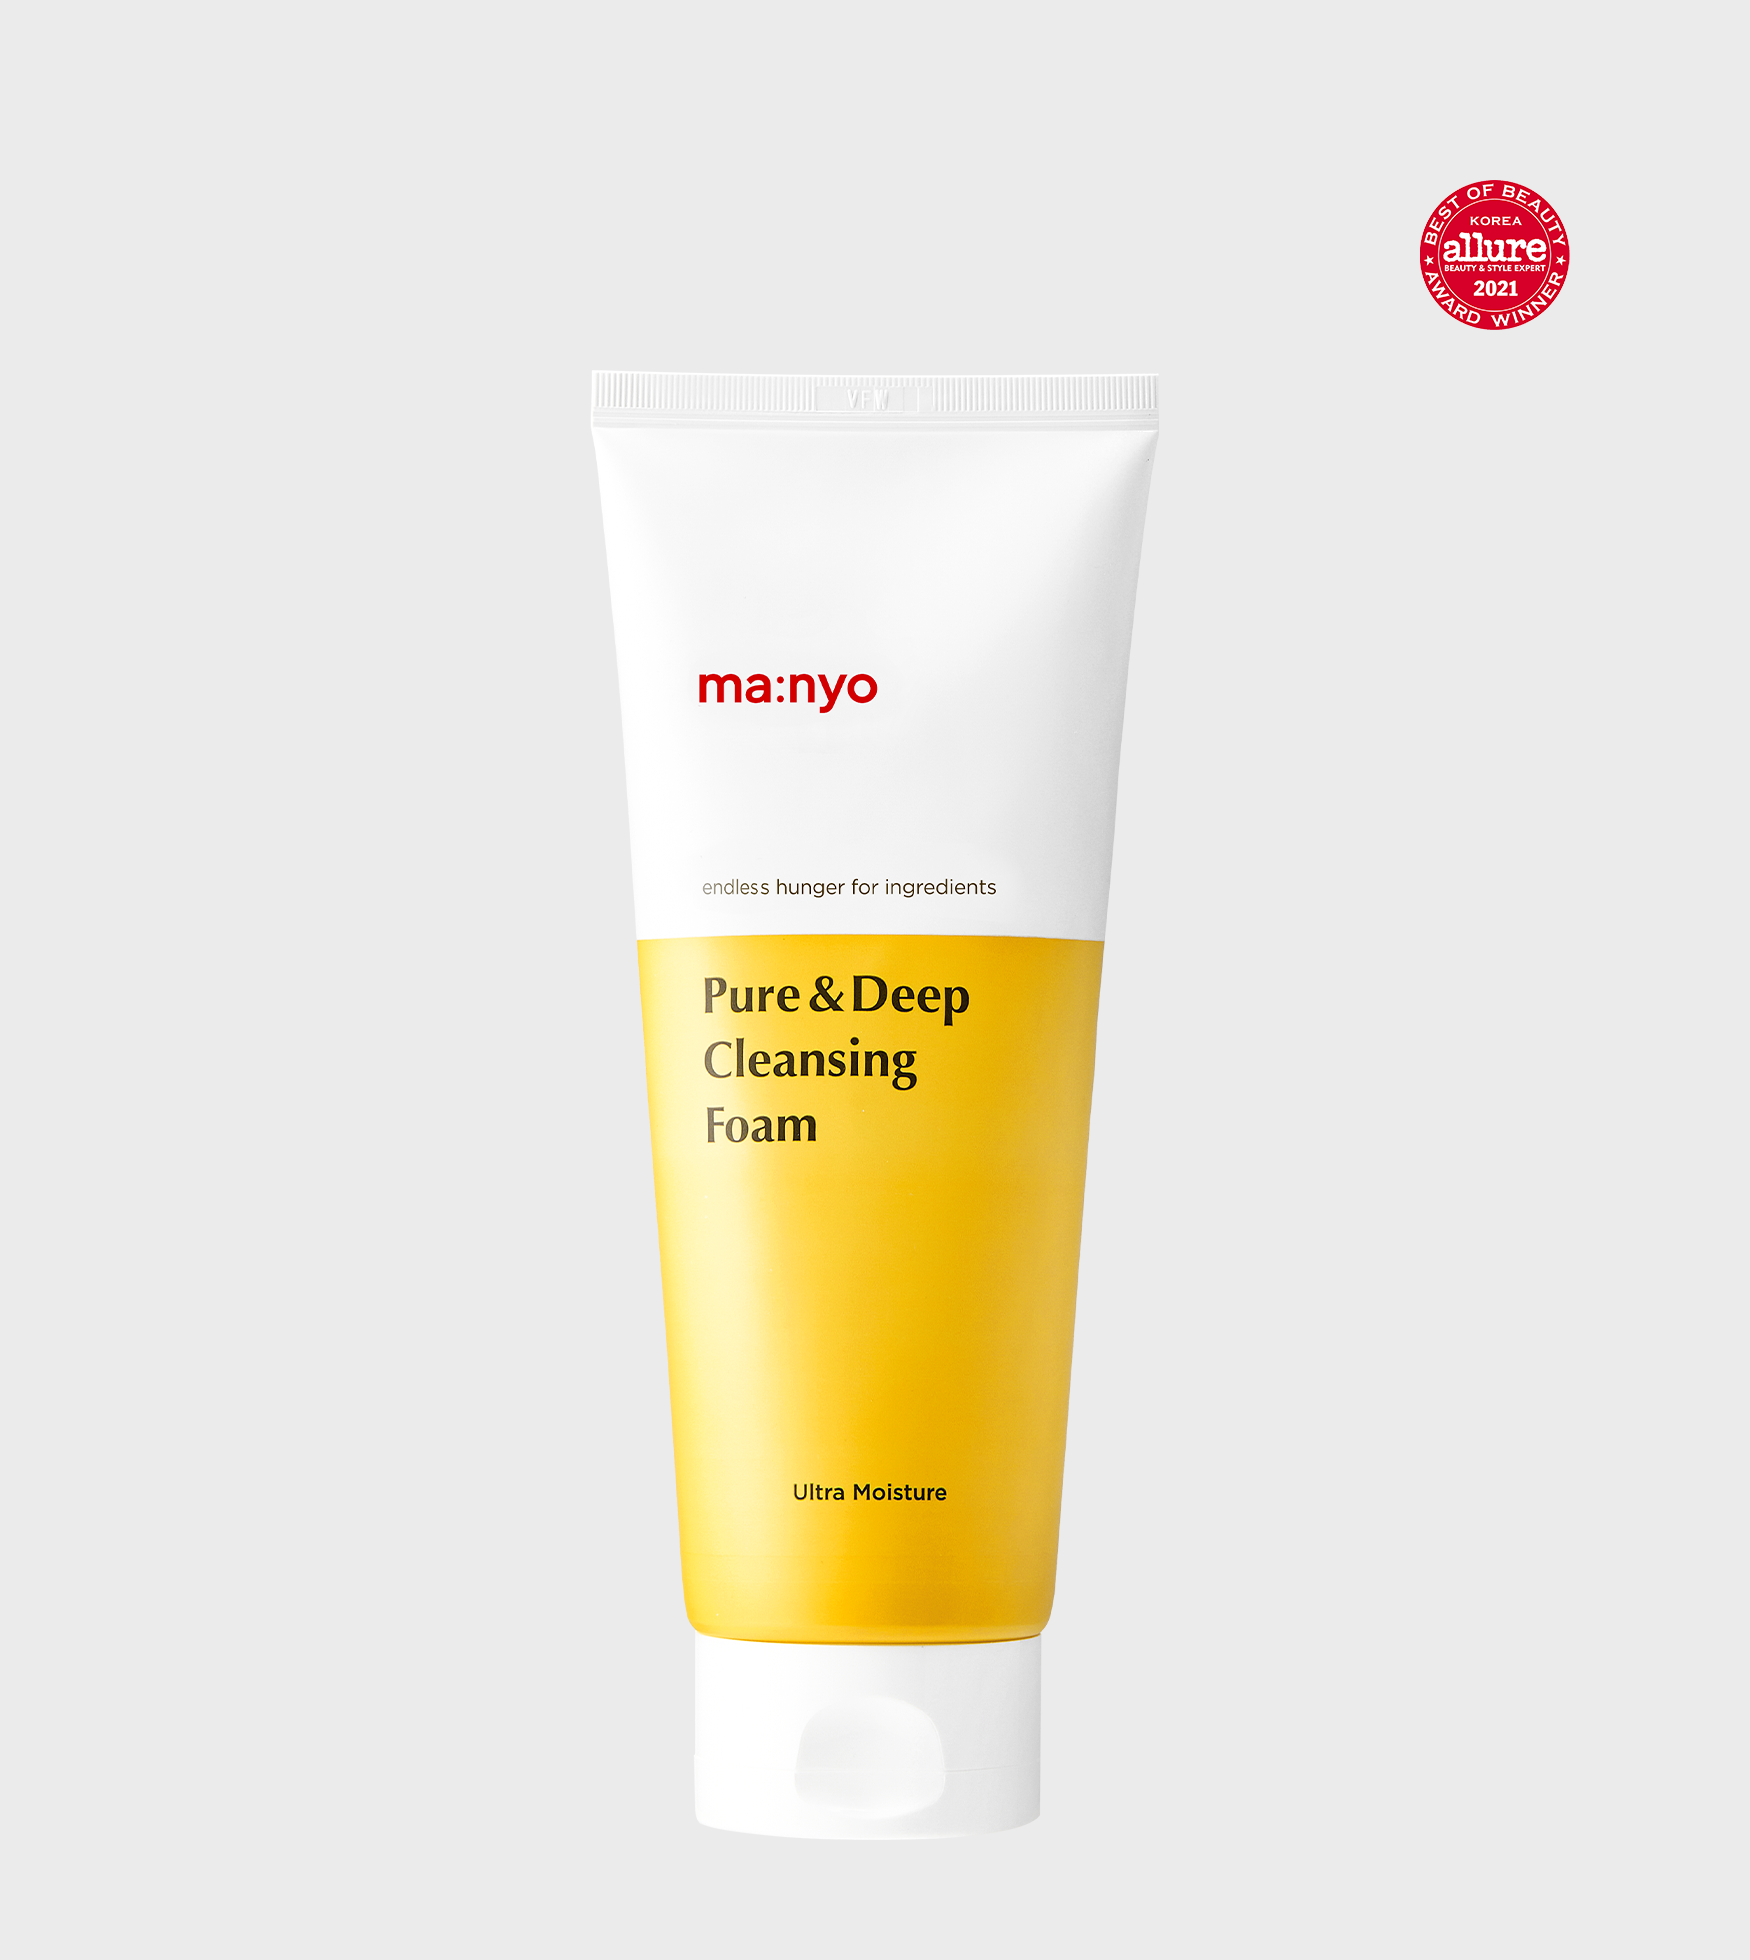 BEST OF BEAUTY
KOREA
allure
BEAUTY & STYLE EXPERT
2021
AWARD WINNER
ma:nyo
endless hunger for ingredients
Pure & Deep
Cleansing
Foam
Ultra Moisture